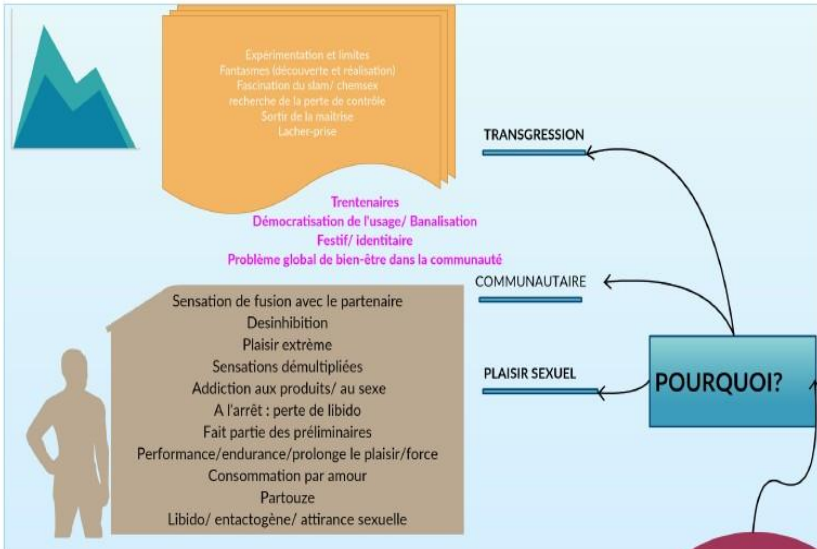 Expérimentation et limites
Fantasmes (découverte et réalisation)
Fascination du slam/ chemsex
recherche de la perte de contrôle
Sortir de la maitrise
Lacher-prise
TRANSGRESSION
Trentenaires
Démocratisation de l'usage/ Banalisation
Festif/ identitaire
Problème global de bien-être dans la communauté
COMMUNAUTAIRE
Sensation de fusion avec le partenaire
Desinhibition
Plaisir extrême
Sensations démultipliées
Addiction aux produits/ au sexe
A l'arrêt : perte de libido
Fait partie des préliminaires
Performance/endurance/prolonge le plaisir/force
Consommation par amour
Partouze
Libido/ entactogène/ attirance sexuelle
PLAISIR SEXUEL
POURQUOI?